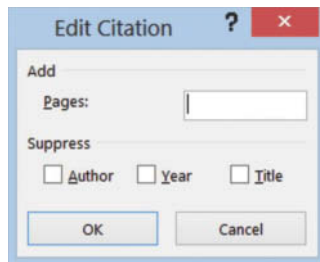 Edit Citation ? ×
Add
Pages:
Suppress
Author Year Title
OK Cancel